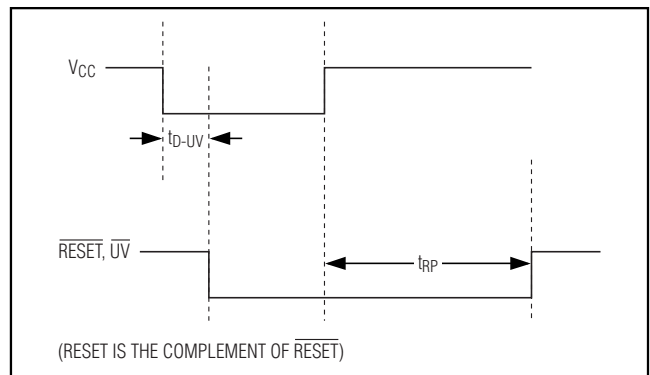 VCC
tD-UV
RESET, UV
tRP
(RESET IS THE COMPLEMENT OF RESET)